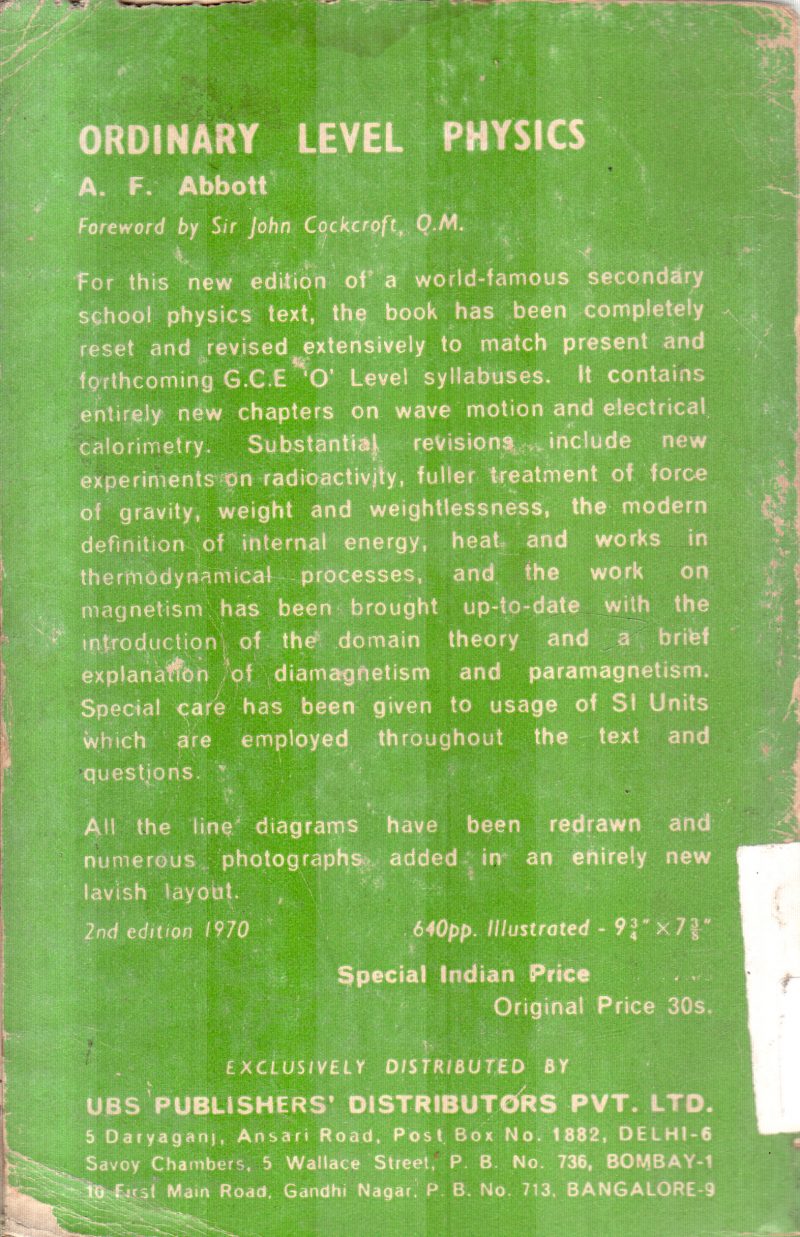 ORDINARY LEVEL PHYSICS
A. F. Abbott
Foreword by Sir John Cockcroft, O.M.
For this new edition of a world-famous secondary
school physics text, the book has been completely
reset and revised extensively to match present and
forthcoming G.C.E 'O' Level syllabuses. It contains
entirely new chapters on wave motion and electrical
calorimetry. Substantial revisions include new
experiments on radioactivity, fuller treatment of force
of gravity, weight and weightlessness, the modern
definition of internal energy, heat and works in
thermodynamical processes, and the work on
magnetism has been brought up-to-date with the
introduction of the domain theory and a brief
explanation of diamagnetism and paramagnetism.
Special care has been given to usage of SI Units
which are employed throughout the text and
questions.
All the line diagrams have been redrawn and
numerous photographs added in an enirely new
lavish layout.
2nd edition 1970 640pp. Illustrated - 9¾" × 7⅜"
Special Indian Price
Original Price 30s.
EXCLUSIVELY DISTRIBUTED BY
UBS PUBLISHERS' DISTRIBUTORS PVT. LTD.
5 Daryaganj, Ansari Road, Post Box No. 1882, DELHI-6
Savoy Chambers, 5 Wallace Street, P. B. No. 736, BOMBAY-1
10 First Main Road, Gandhi Nagar, P. B. No. 713, BANGALORE-9